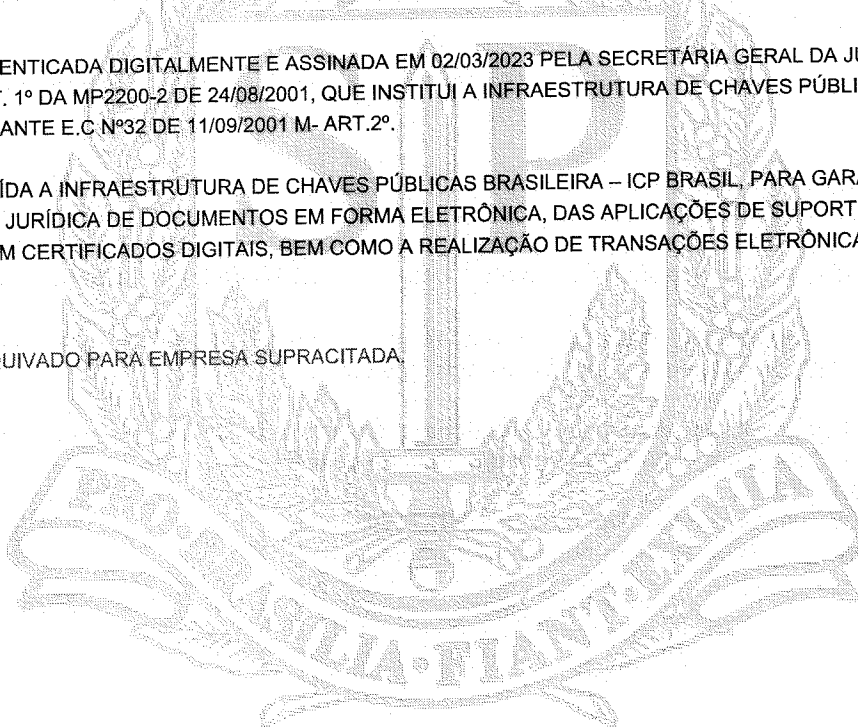 ENTICADA DIGITALMENTE E ASSINADA EM 02/03/2023 PELA SECRETÁRIA GERAL DA JU
T. 1º DA MP2200-2 DE 24/08/2001, QUE INSTITUI A INFRAESTRUTURA DE CHAVES PÚBLI
ANTE E.C Nº32 DE 11/09/2001 M- ART.2º.
ÍDA A INFRAESTRUTURA DE CHAVES PÚBLICAS BRASILEIRA – ICP BRASIL, PARA GARA
JURÍDICA DE DOCUMENTOS EM FORMA ELETRÔNICA, DAS APLICAÇÕES DE SUPORT
M CERTIFICADOS DIGITAIS, BEM COMO A REALIZAÇÃO DE TRANSAÇÕES ELETRÔNICA
UIVADO PARA EMPRESA SUPRACITADA.
SP
PRO·BRASILIA·FIANT·EXIMIA